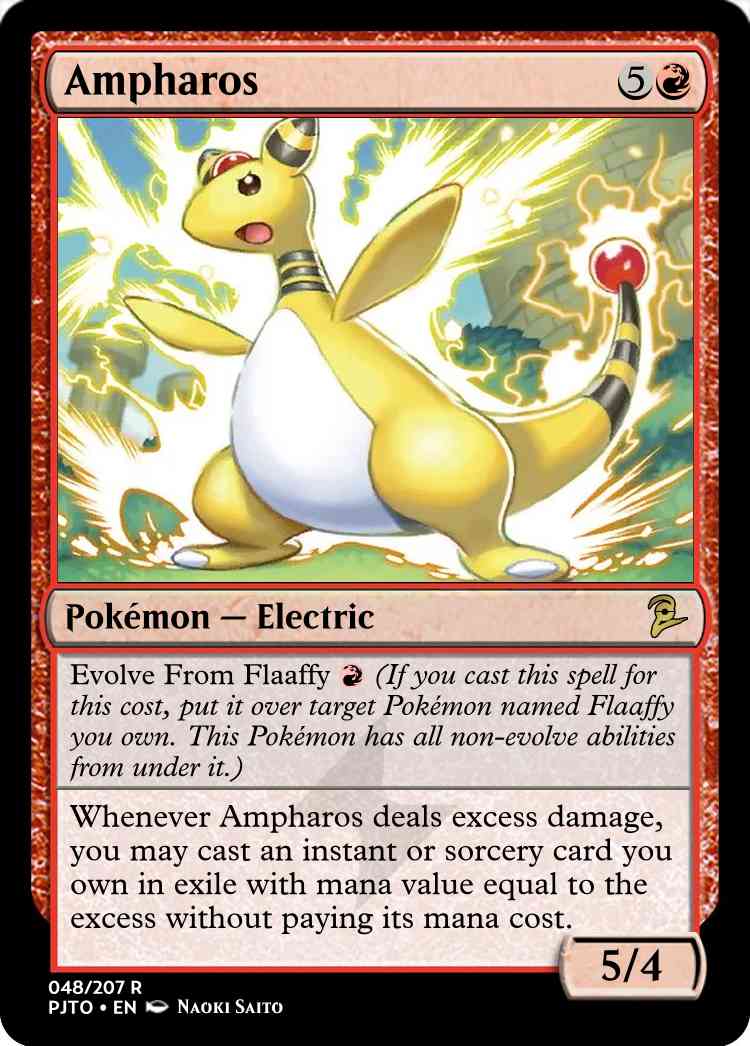 Ampharos 5
Pokémon — Electric
Evolve From Flaaffy (If you cast this spell for
this cost, put it over target Pokémon named Flaaffy
you own. This Pokémon has all non-evolve abilities
from under it.)
Whenever Ampharos deals excess damage,
you may cast an instant or sorcery card you
own in exile with mana value equal to the
excess without paying its mana cost.
5/4
048/207 R
PJTO • EN Naoki Saito